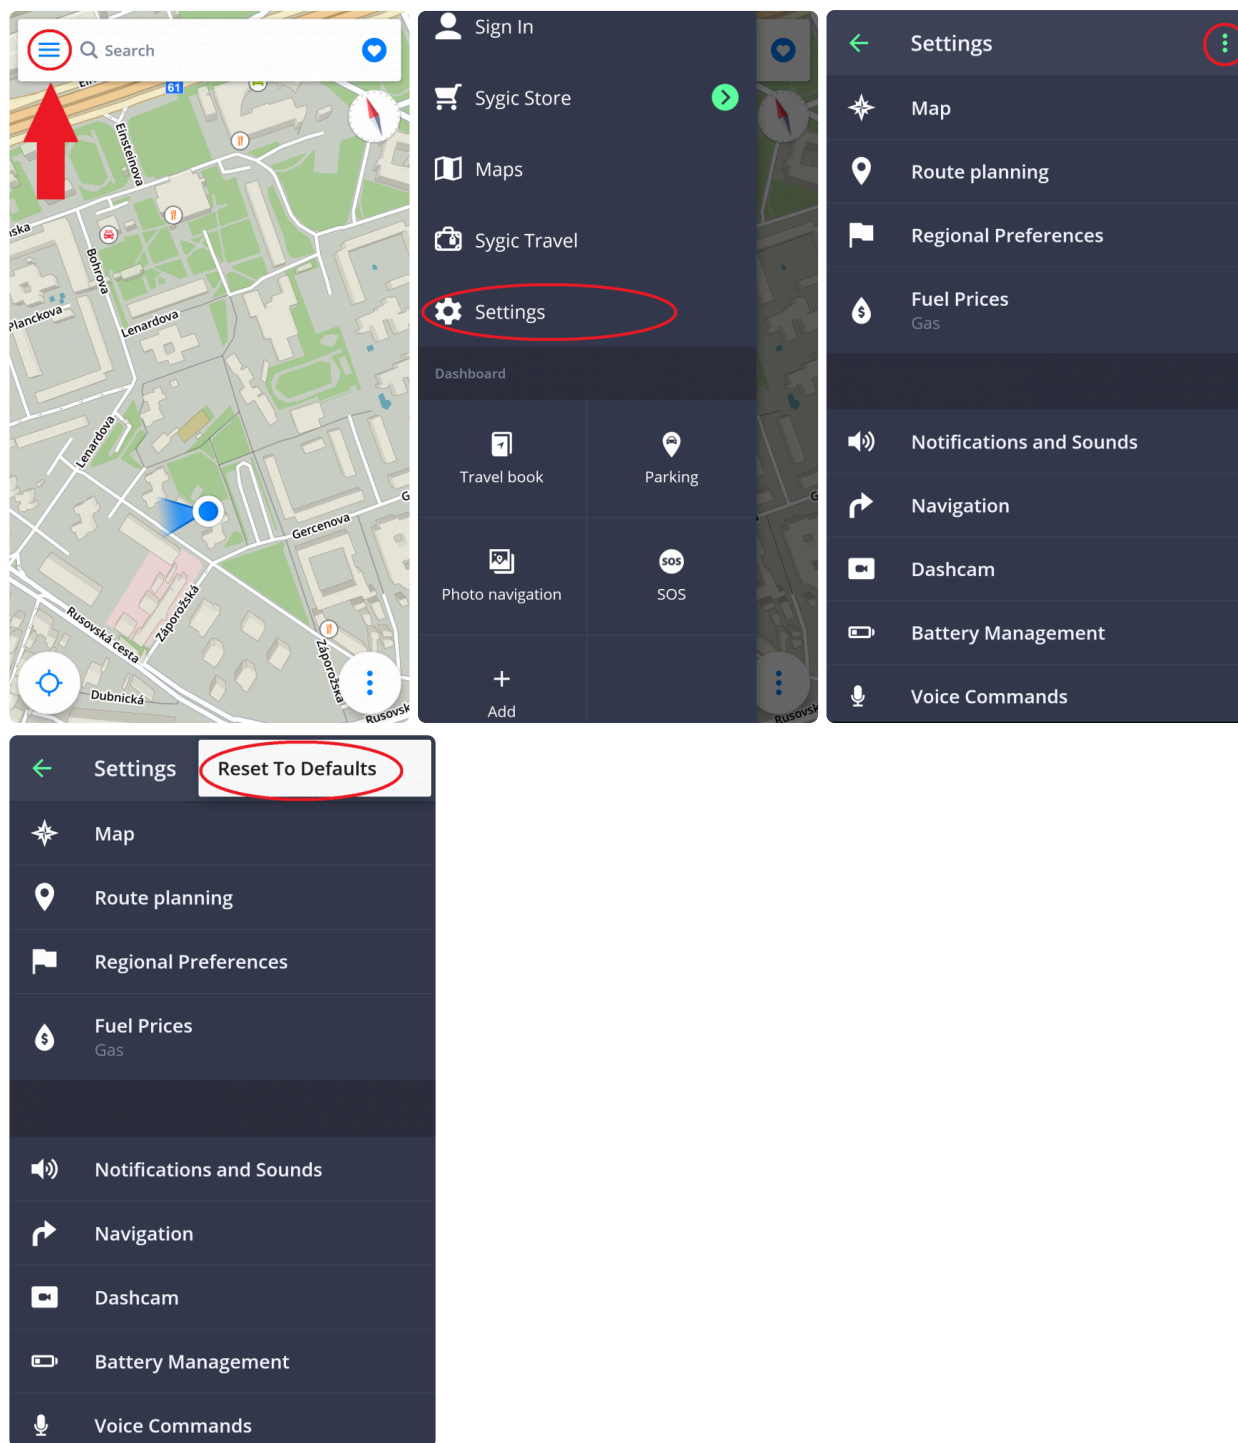 Search
61
Einsteinova
Bohrova
Planckova
Lenardova
Lenardova
Gercenova
Záporožská
Rusovská cesta
Záporožská
Dubnická
Rusovsk
Sign In
Sygic Store
Maps
Sygic Travel
Settings
Dashboard
Travel book
Parking
Photo navigation
SOS
SOS
Add
Rusovsk
Settings
Map
Route planning
Regional Preferences
Fuel Prices
Gas
Notifications and Sounds
Navigation
Dashcam
Battery Management
Voice Commands
Settings
Reset To Defaults
Map
Route planning
Regional Preferences
Fuel Prices
Gas
Notifications and Sounds
Navigation
Dashcam
Battery Management
Voice Commands